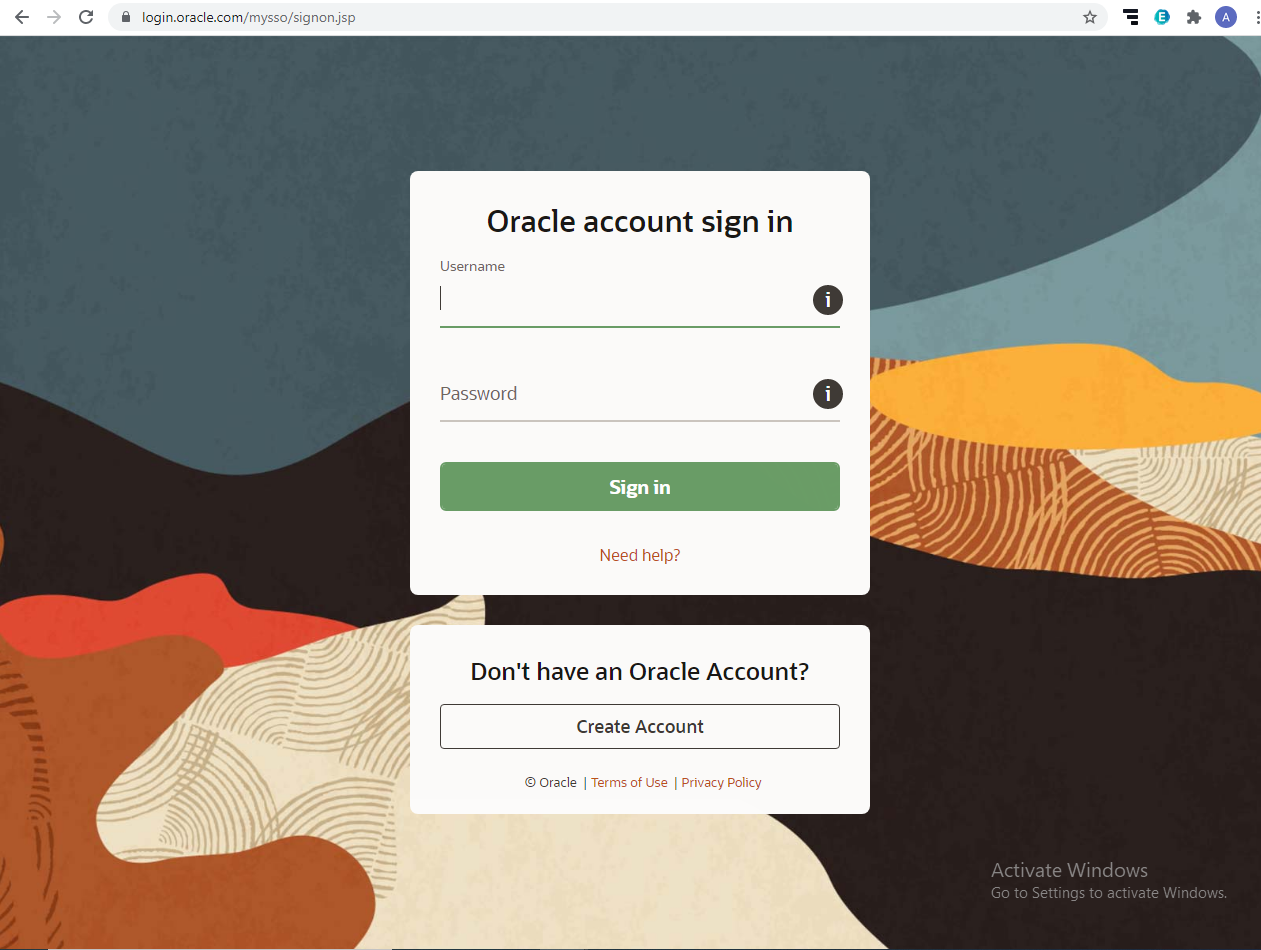 login.oracle.com/mysso/signon.jsp
E
A
Oracle account sign in
Username
i
Password
i
Sign in
Need help?
Don't have an Oracle Account?
Create Account
© Oracle | Terms of Use | Privacy Policy
Activate Windows
Go to Settings to activate Windows.